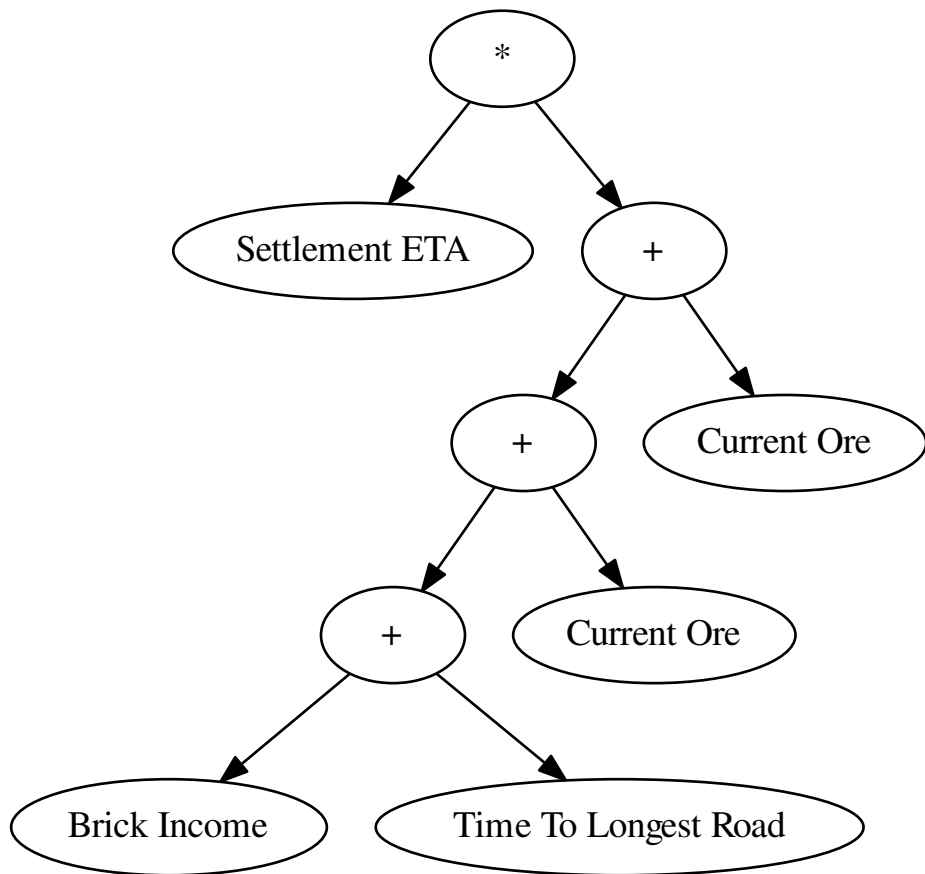 *
Settlement ETA
+
+
Current Ore
+
Current Ore
Brick Income
Time To Longest Road